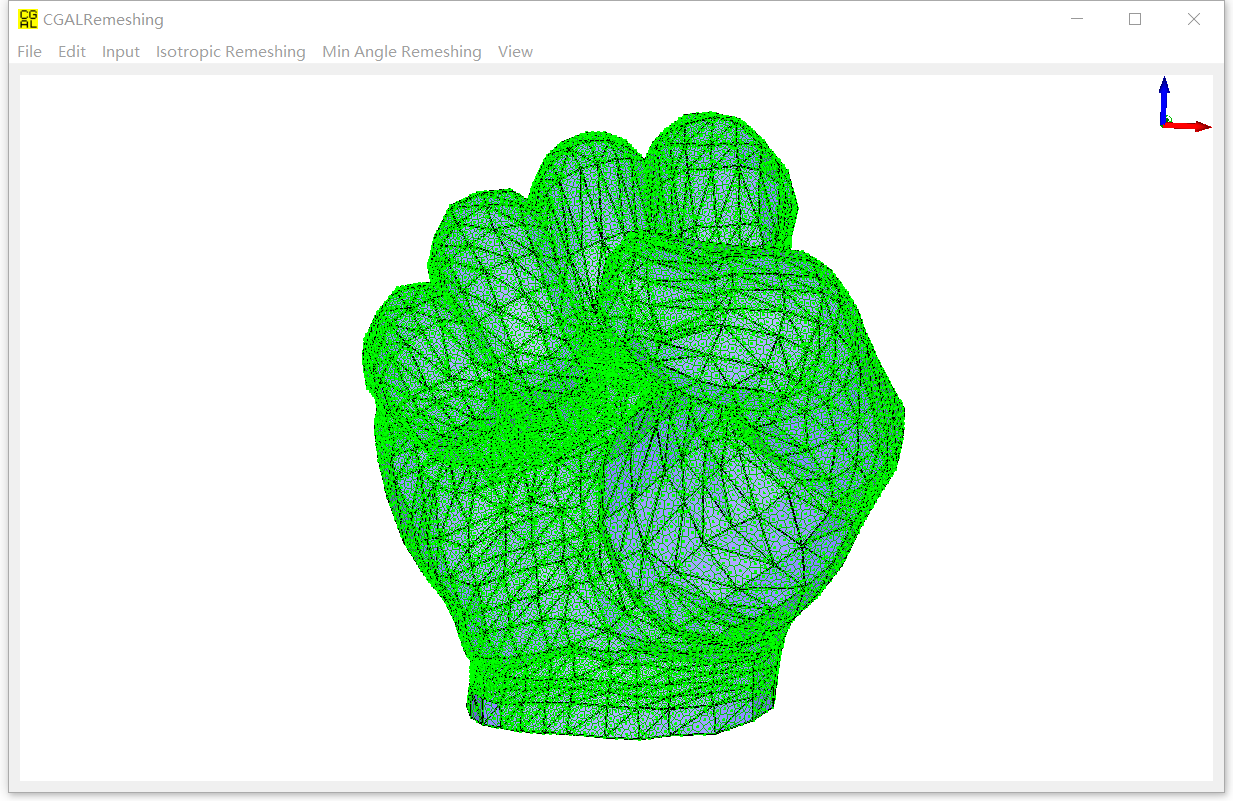 CG
AL
CGALRemeshing
File Edit Input Isotropic Remeshing Min Angle Remeshing View